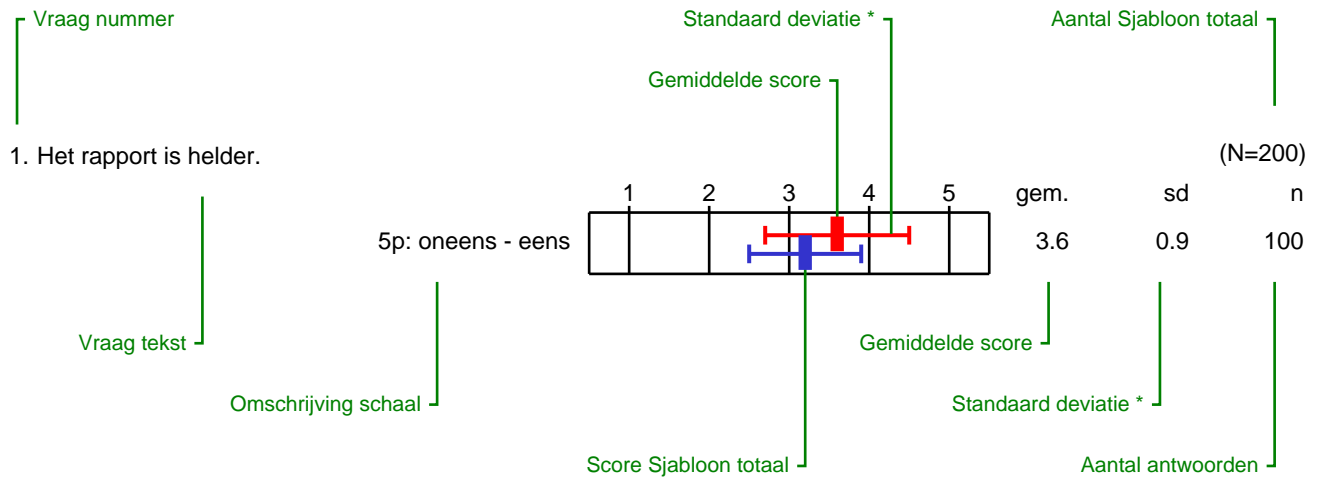 Vraag nummer
Standaard deviatie *
Aantal Sjabloon totaal
Gemiddelde score
1. Het rapport is helder.
(N=200)
1 2 3 4 5 gem. sd n
5p: oneens - eens 3.6 0.9 100
Vraag tekst
Gemiddelde score
Omschrijving schaal
Standaard deviatie *
Score Sjabloon totaal
Aantal antwoorden